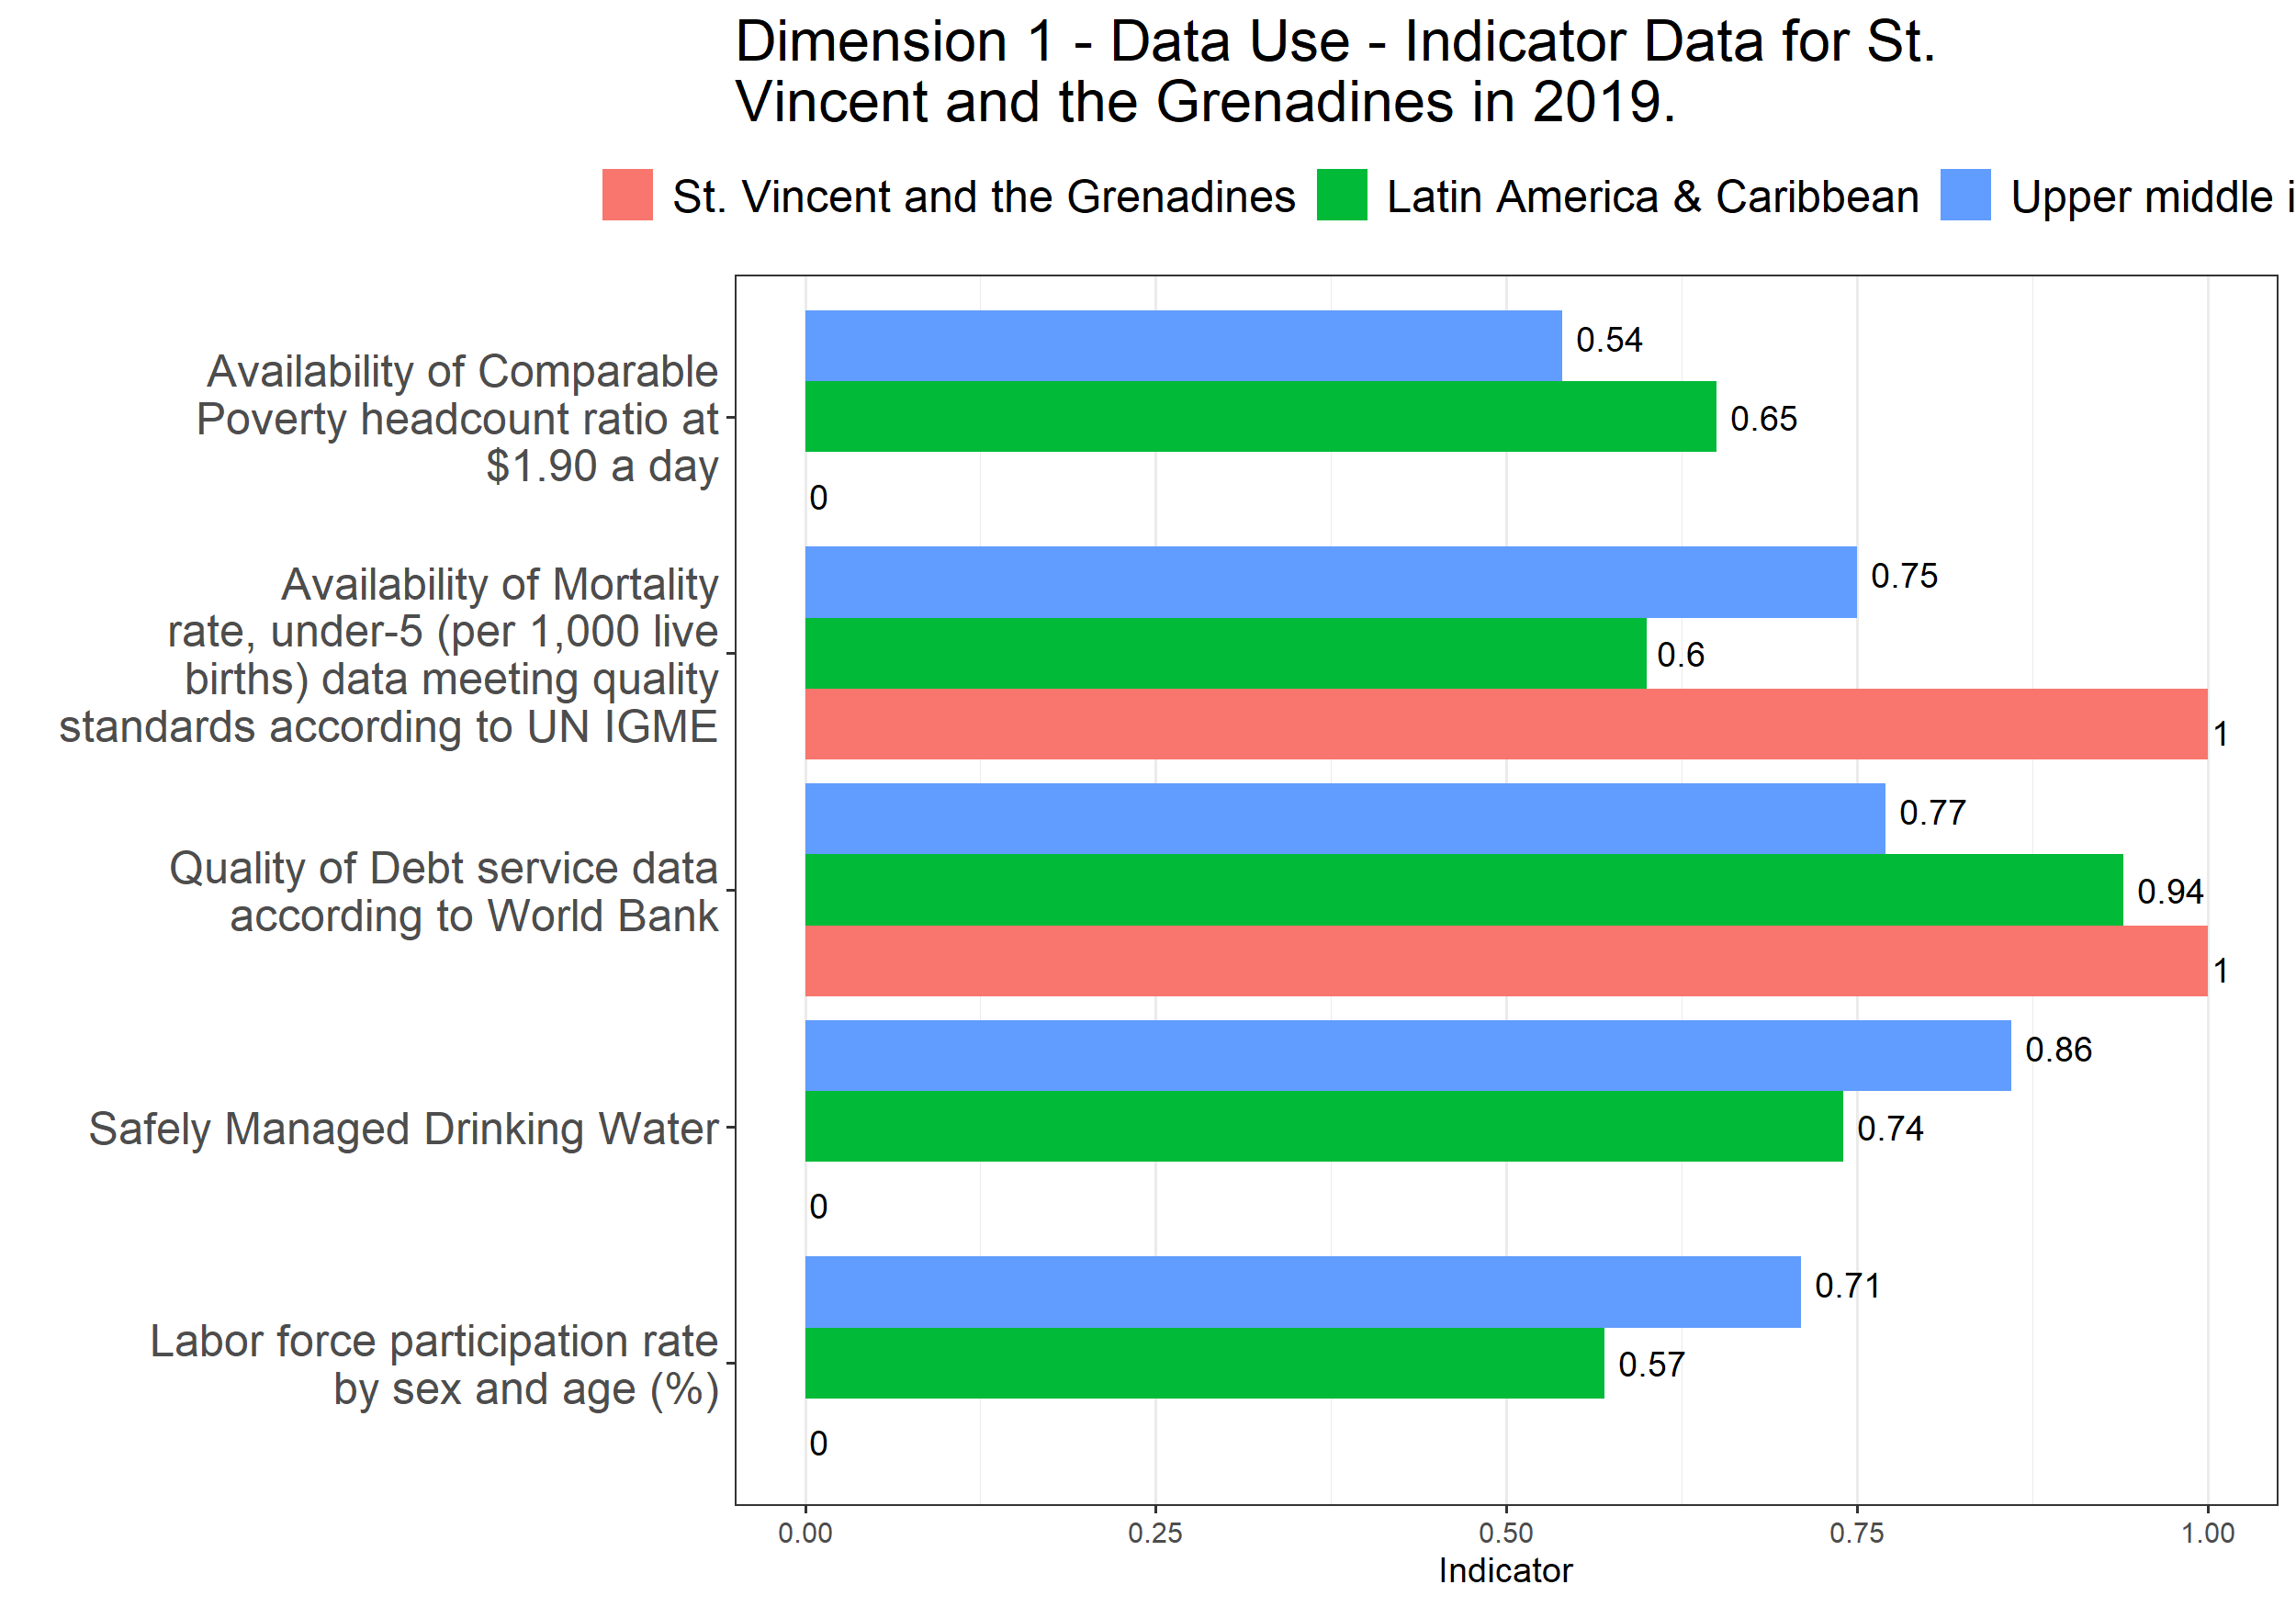 Dimension 1 - Data Use - Indicator Data for St.
Vincent and the Grenadines in 2019.
St. Vincent and the Grenadines Latin America & Caribbean Upper middle i
Availability of Comparable
Poverty headcount ratio at
$1.90 a day
0.54
0.65
0
Availability of Mortality
rate, under-5 (per 1,000 live
births) data meeting quality
standards according to UN IGME
0.75
0.6
1
Quality of Debt service data
according to World Bank
0.77
0.94
1
Safely Managed Drinking Water
0.86
0.74
0
Labor force participation rate
by sex and age (%)
0.71
0.57
0
0.00 0.25 0.50 0.75 1.00
Indicator